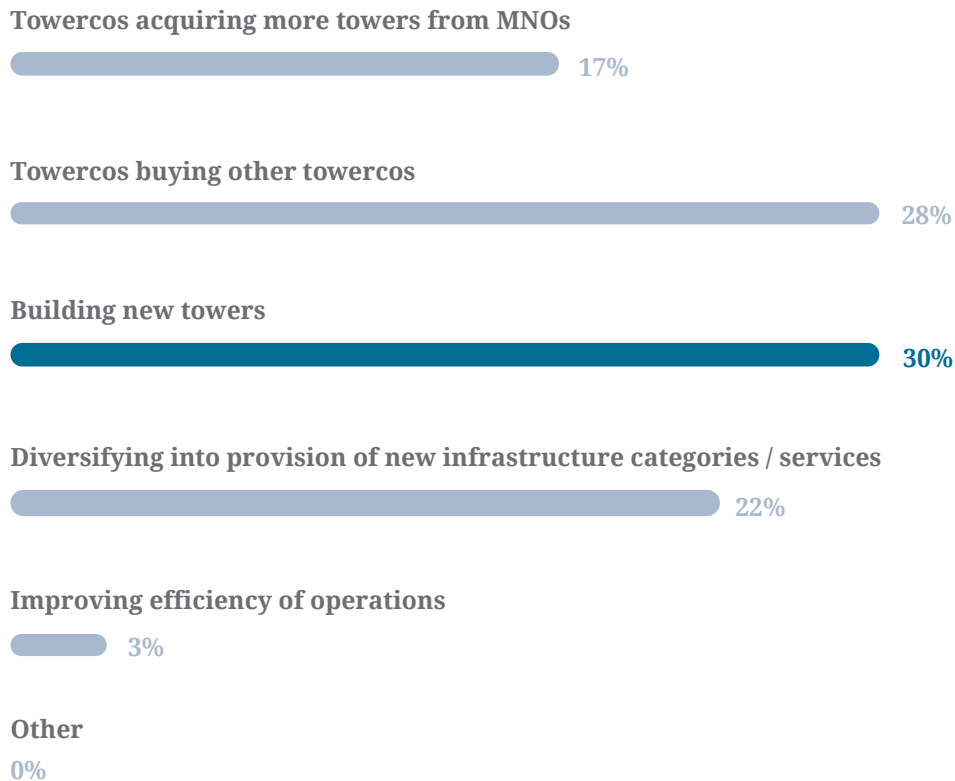 Towercos acquiring more towers from MNOs
17%
Towercos buying other towercos
28%
Building new towers
30%
Diversifying into provision of new infrastructure categories / services
22%
Improving efficiency of operations
3%
Other
0%